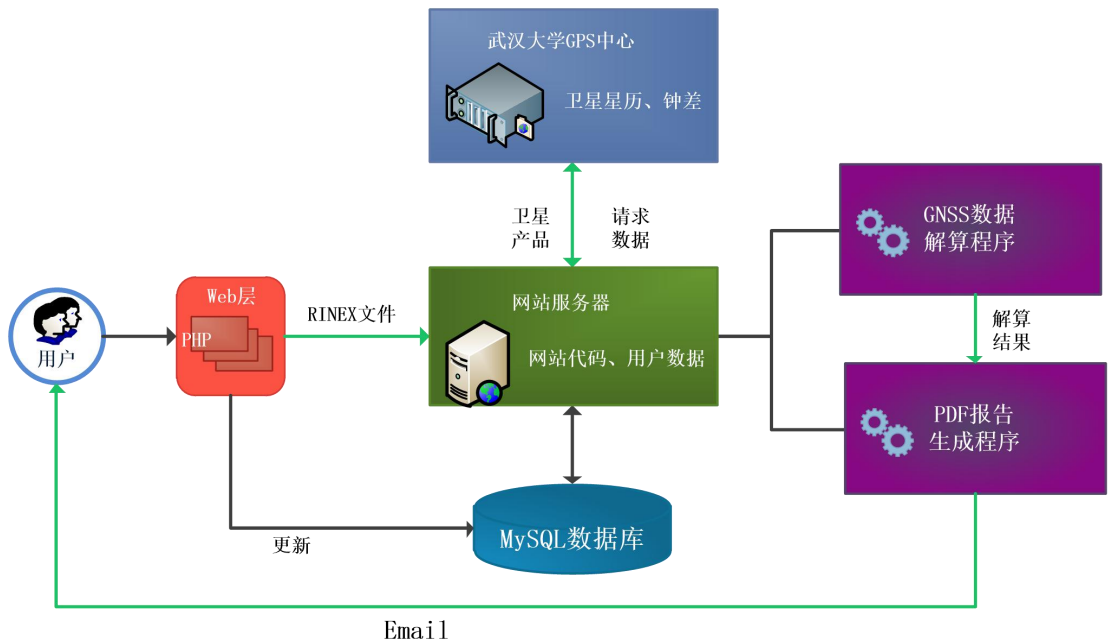 武汉大学GPS中心
卫星星历、钟差
卫星
产品
请求
数据
GNSS数据
解算程序
Web层
PHP
RINEX文件
网站服务器
网站代码、用户数据
用户
解算
结果
PDF报告
生成程序
MySQL数据库
更新
Email